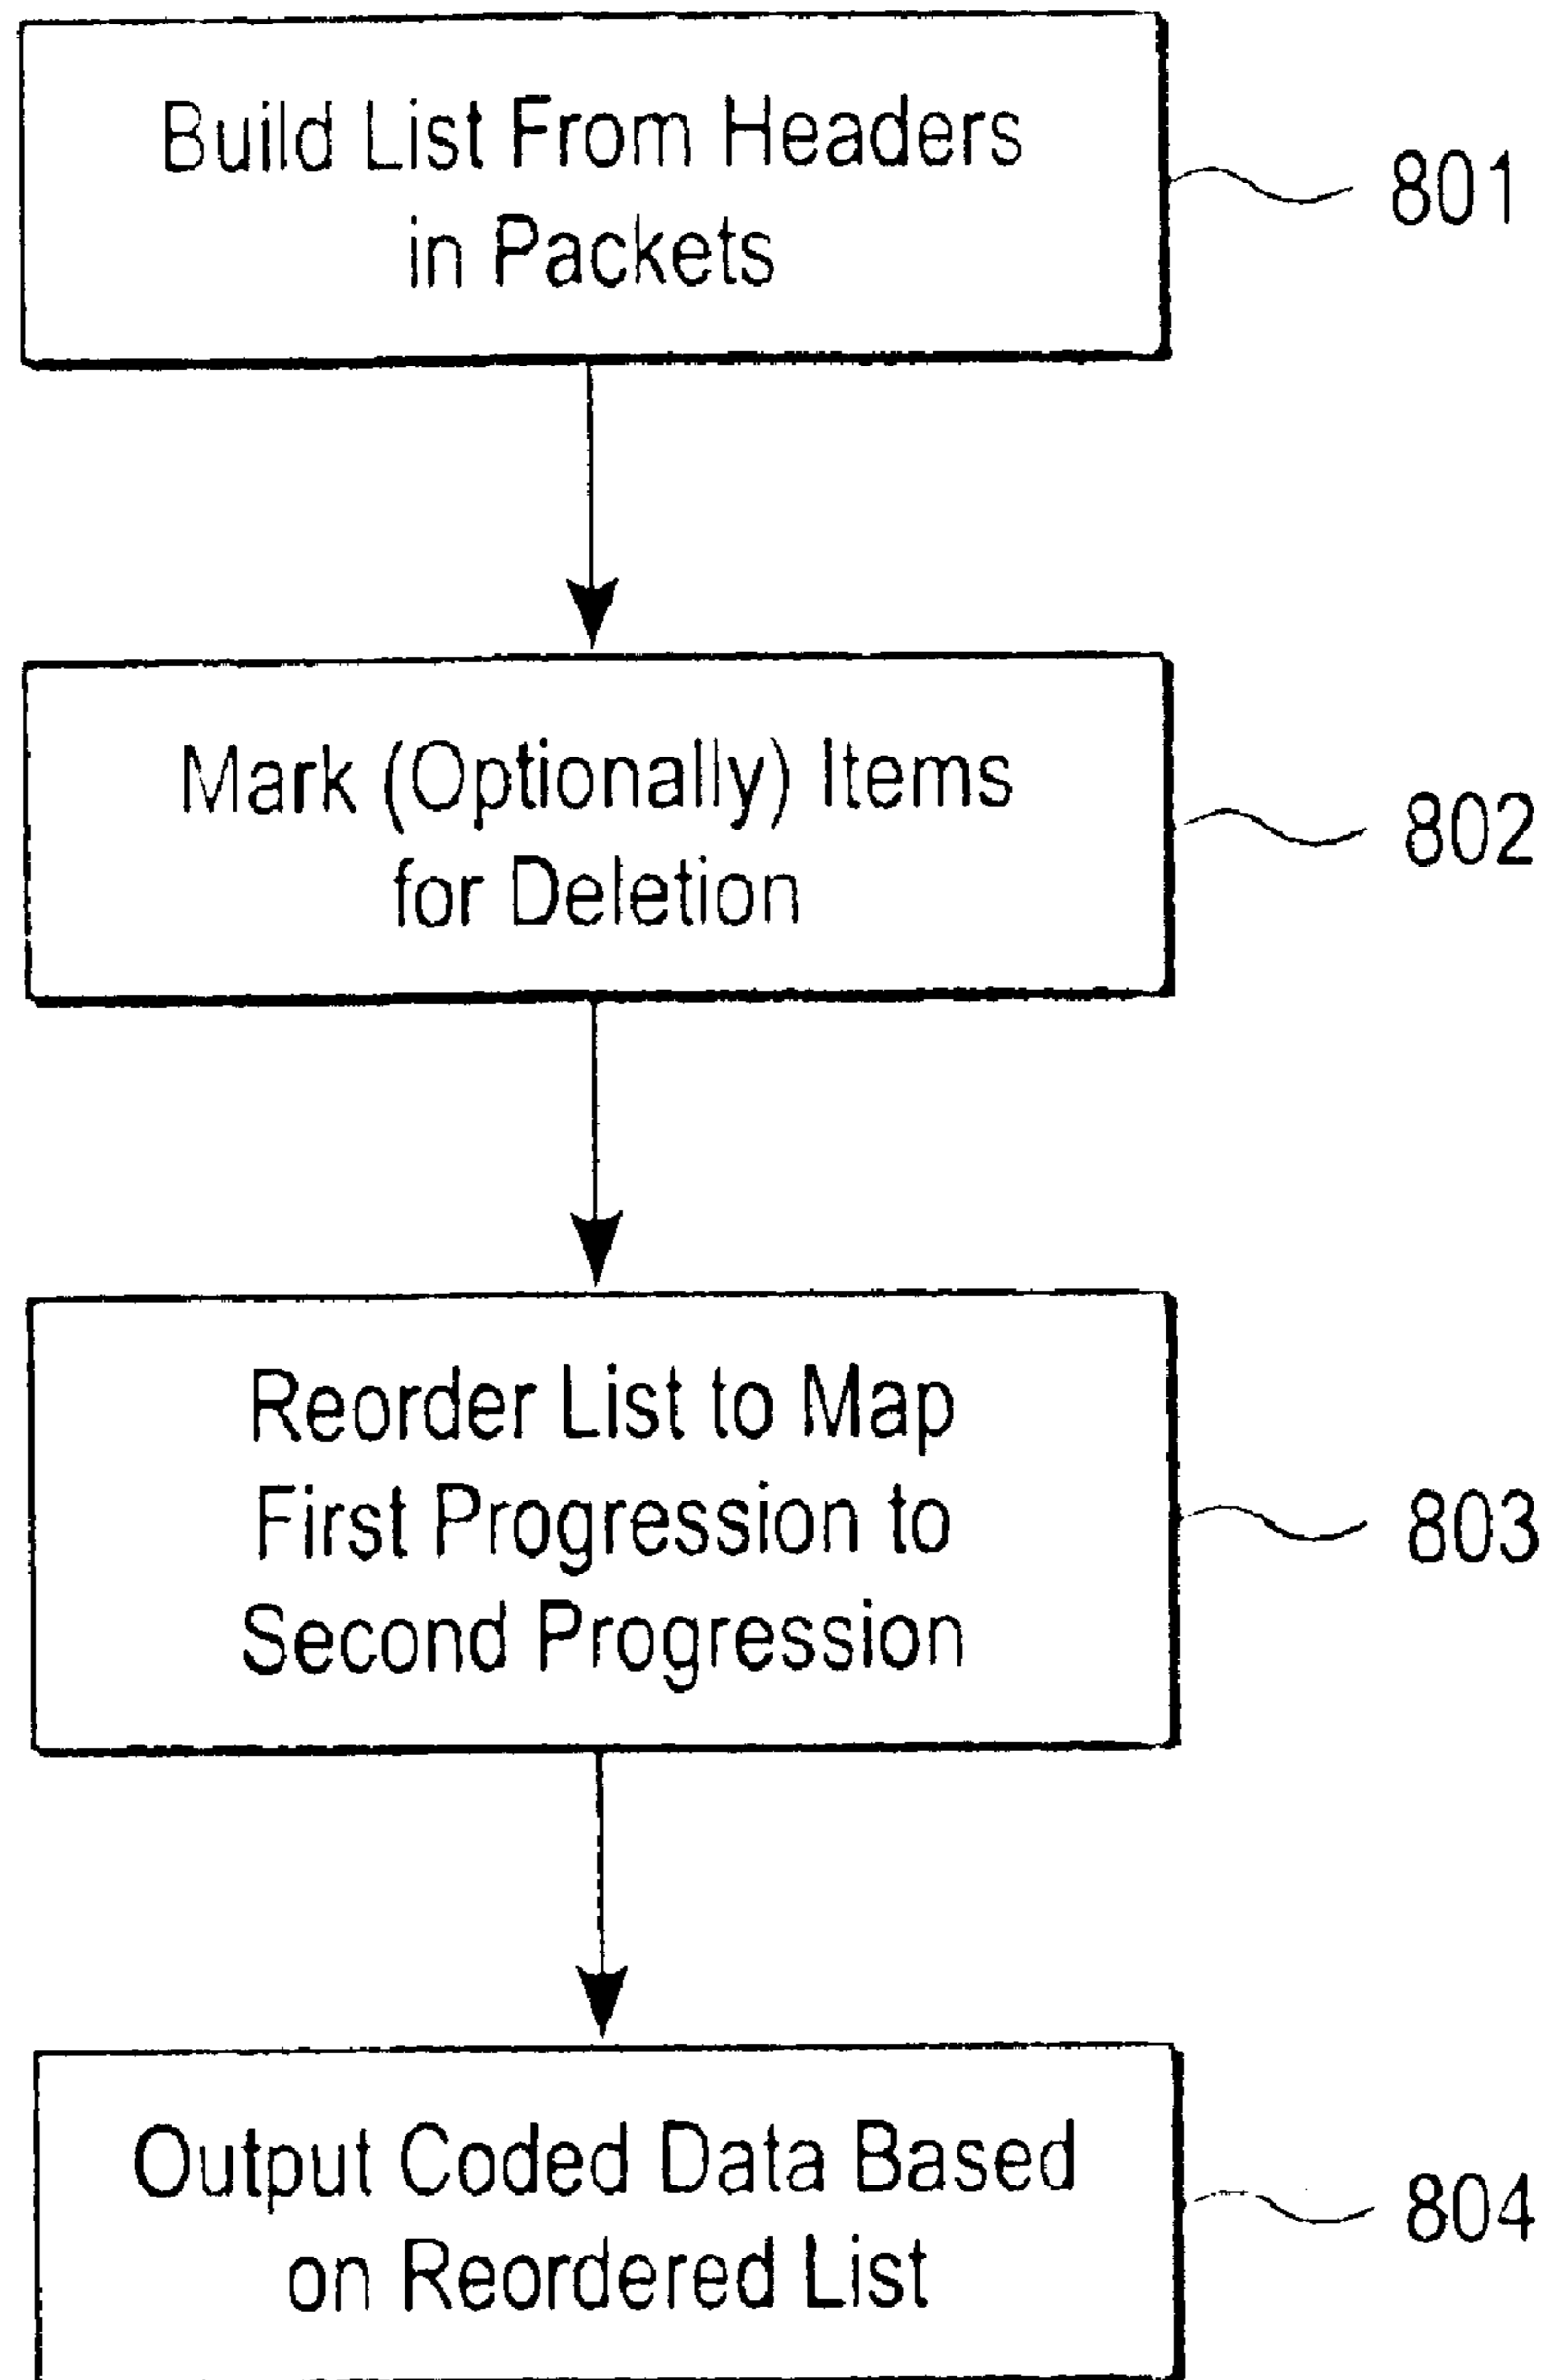 Build List From Headers
in Packets
801
Mark (Optionally) Items
for Deletion
802
Reorder List to Map
First Progression to
Second Progression
803
Output Coded Data Based
on Reordered List
804